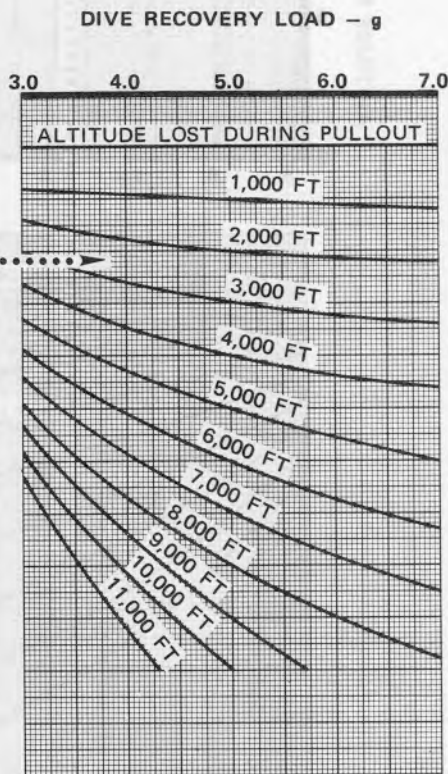 DIVE RECOVERY LOAD – g
3.0 4.0 5.0 6.0 7.0
ALTITUDE LOST DURING PULLOUT
1,000 FT
2,000 FT
3,000 FT
4,000 FT
5,000 FT
6,000 FT
7,000 FT
8,000 FT
9,000 FT
10,000 FT
11,000 FT